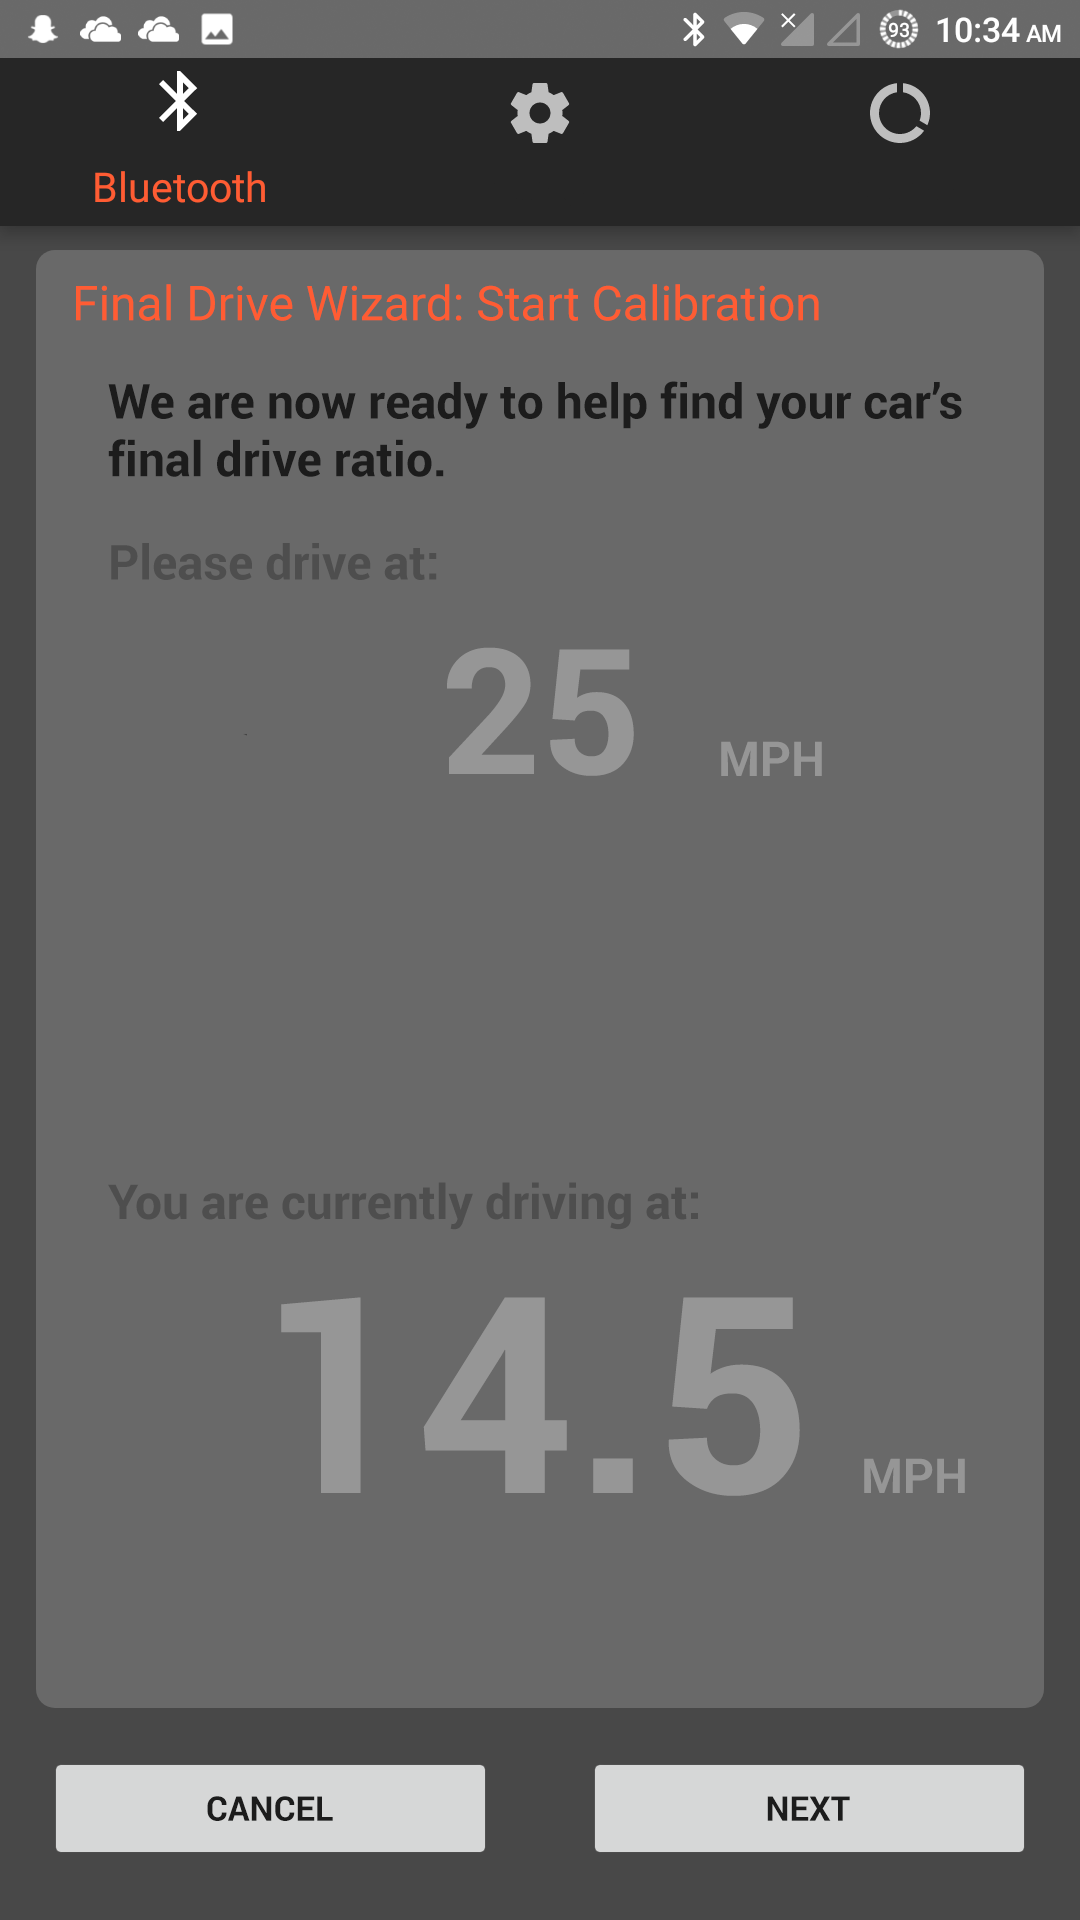 93 10:34 AM
Bluetooth
Final Drive Wizard: Start Calibration
We are now ready to help find your car’s
final drive ratio.
Please drive at:
25 MPH
You are currently driving at:
14.5 MPH
CANCEL NEXT